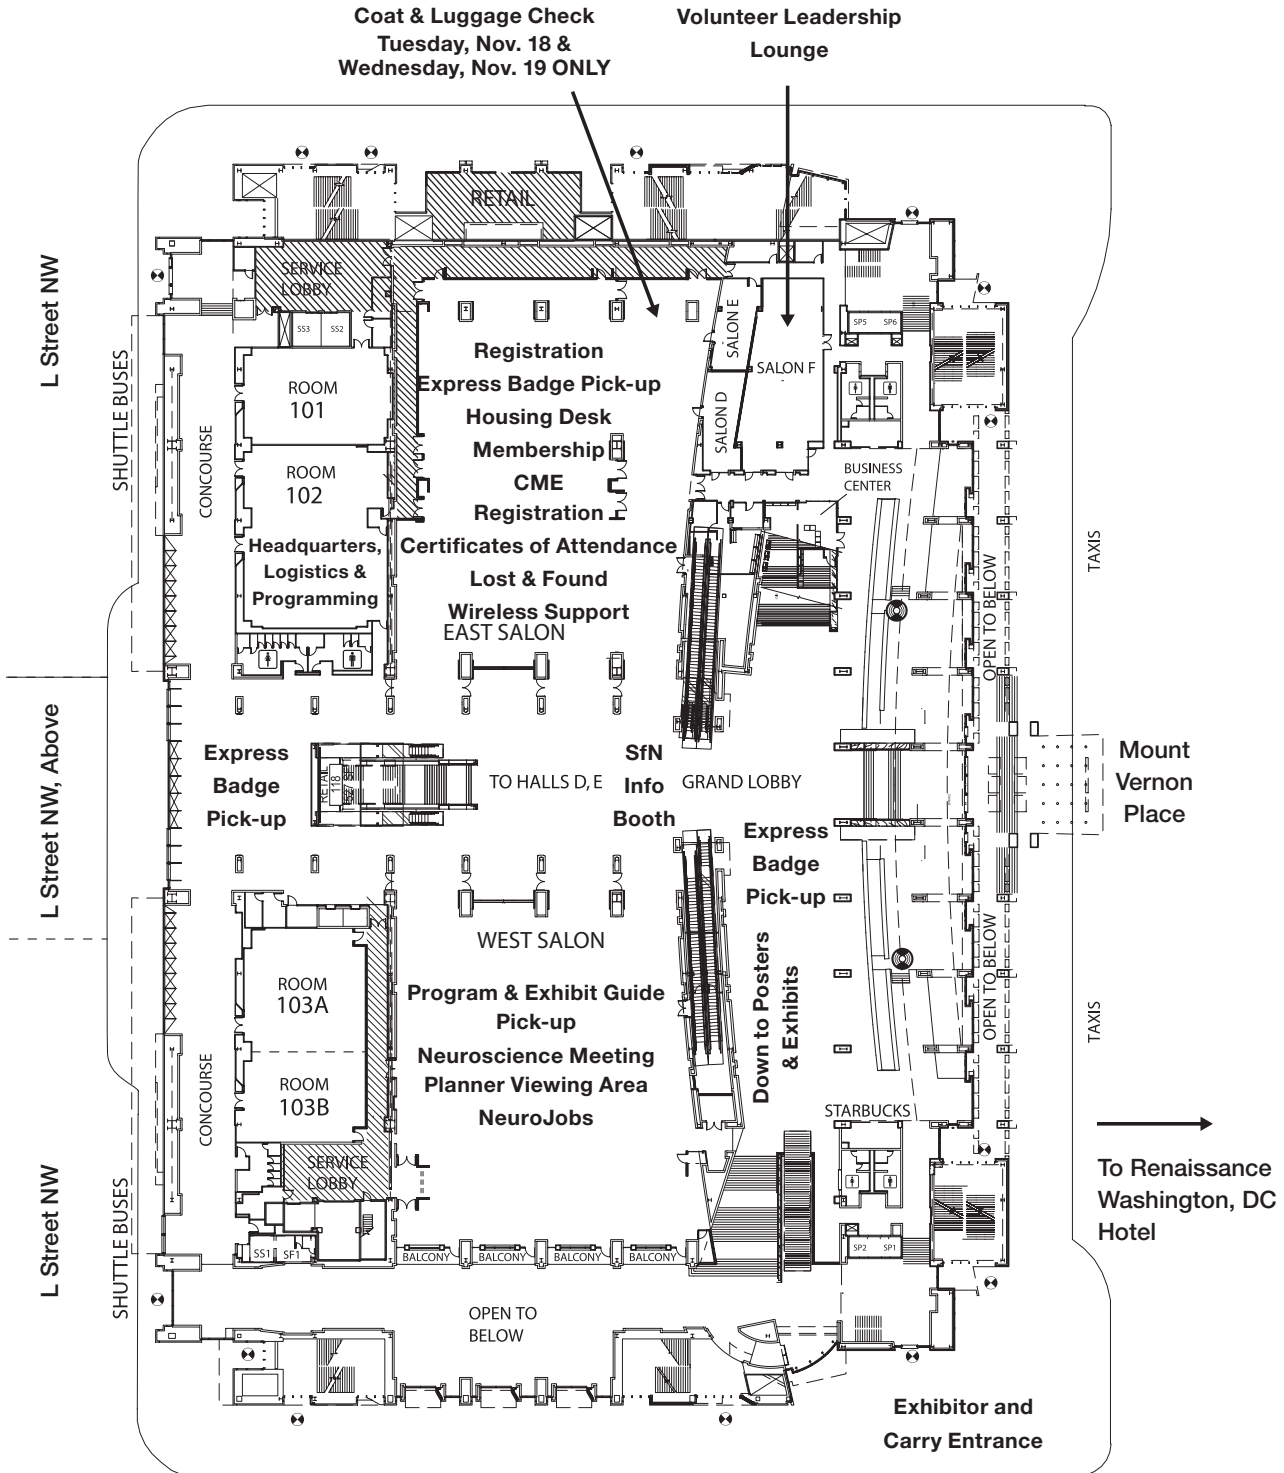 Coat & Luggage Check
Tuesday, Nov. 18 &
Wednesday, Nov. 19 ONLY
Volunteer Leadership
Lounge
RETAIL
SERVICE
LOBBY
SS3
SS2
SP5
SP6
L Street NW
SHUTTLE BUSES
CONCOURSE
ROOM
101
ROOM
102
Headquarters,
Logistics &
Programming
Registration
Express Badge Pick-up
Housing Desk
Membership
CME
Registration
Certificates of Attendance
Lost & Found
Wireless Support
EAST SALON
SALON E
SALON D
SALON F
BUSINESS
CENTER
OPEN TO BELOW
TAXIS
L Street NW, Above
Express
Badge
Pick-up
RETAIL
118
TO HALLS D, E
SfN
Info
Booth
GRAND LOBBY
Express
Badge
Pick-up
Mount
Vernon
Place
WEST SALON
ROOM
103A
ROOM
103B
CONCOURSE
Program & Exhibit Guide
Pick-up
Neuroscience Meeting
Planner Viewing Area
NeuroJobs
Down to Posters
& Exhibits
OPEN TO BELOW
TAXIS
STARBUCKS
To Renaissance
Washington, DC
Hotel
L Street NW
SHUTTLE BUSES
SERVICE
LOBBY
SS1
SF1
BALCONY
BALCONY
BALCONY
BALCONY
SP2
SP1
OPEN TO
BELOW
Exhibitor and
Carry Entrance